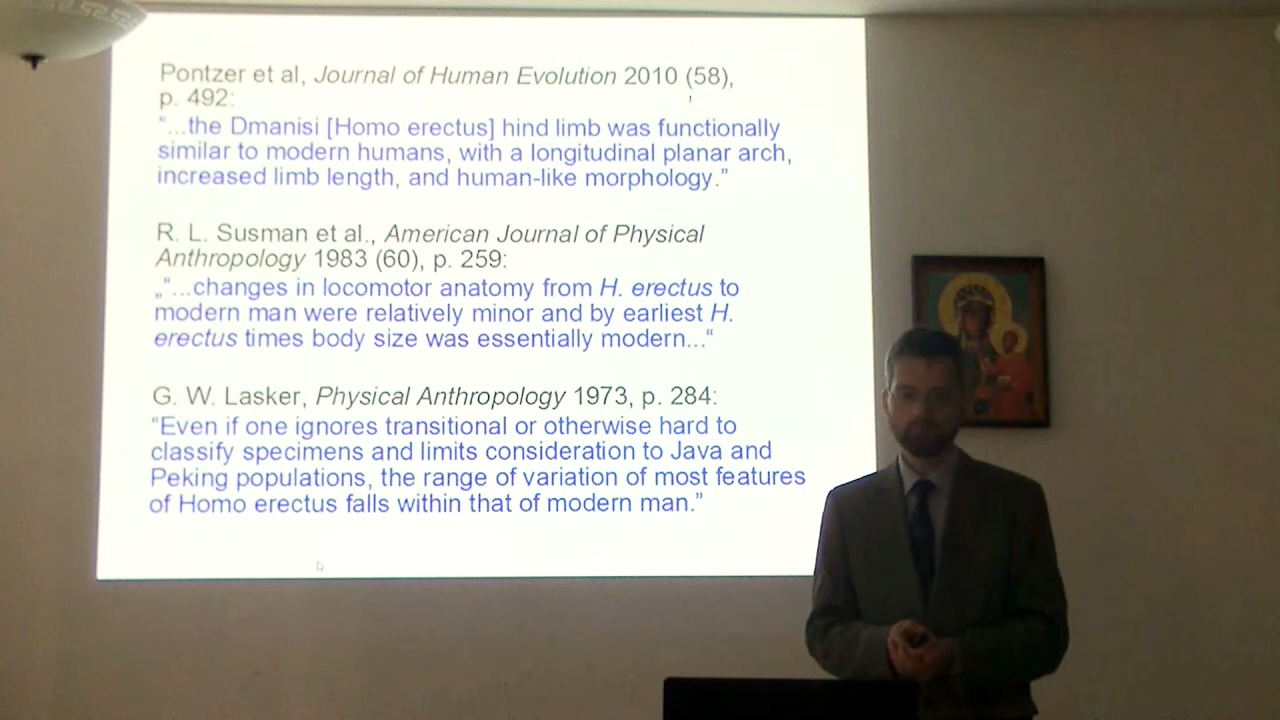 Pontzer et al, Journal of Human Evolution 2010 (58),
p. 492:
“...the Dmanisi [Homo erectus] hind limb was functionally
similar to modern humans, with a longitudinal planar arch,
increased limb length, and human-like morphology.”
R. L. Susman et al., American Journal of Physical
Anthropology 1983 (60), p. 259:
„“...changes in locomotor anatomy from H. erectus to
modern man were relatively minor and by earliest H.
erectus times body size was essentially modern...“
G. W. Lasker, Physical Anthropology 1973, p. 284:
“Even if one ignores transitional or otherwise hard to
classify specimens and limits consideration to Java and
Peking populations, the range of variation of most features
of Homo erectus falls within that of modern man.”